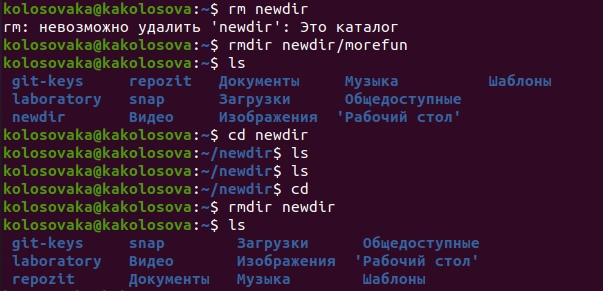 kolosovaka@kakolosova:~$ rm newdir
rm: невозможно удалить 'newdir': Это каталог
kolosovaka@kakolosova:~$ rmdir newdir/morefun
kolosovaka@kakolosova:~$ ls
git-keys repozit Документы Музыка Шаблоны
laboratory snap Загрузки Общедоступные
newdir Видео Изображения 'Рабочий стол'
kolosovaka@kakolosova:~$ cd newdir
kolosovaka@kakolosova:~/newdir$ ls
kolosovaka@kakolosova:~/newdir$ ls
kolosovaka@kakolosova:~/newdir$ cd
kolosovaka@kakolosova:~$ rmdir newdir
kolosovaka@kakolosova:~$ ls
git-keys snap Загрузки Общедоступные
laboratory Видео Изображения 'Рабочий стол'
repozit Документы Музыка Шаблоны